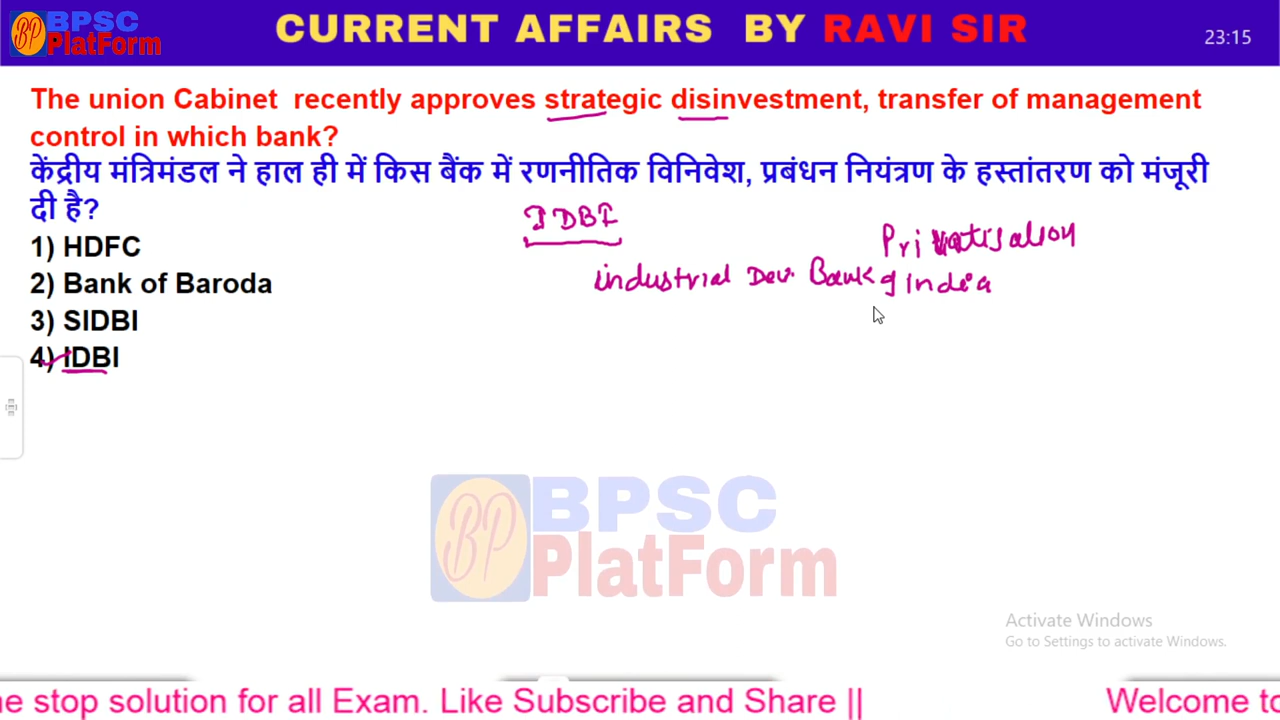 BPSC
PlatForm
CURRENT AFFAIRS BY RAVI SIR
23:15
The union Cabinet recently approves strategic disinvestment, transfer of management
control in which bank?
केंद्रीय मंत्रिमंडल ने हाल ही में किस बैंक में रणनीतिक विनिवेश, प्रबंधन नियंत्रण के हस्तांतरण को मंजूरी
दी है?
IDBI
Privatisation
1) HDFC
industrial Dev. Bank of India
2) Bank of Baroda
3) SIDBI
4) IDBI
BP
BPSC
PlatForm
Activate Windows
Go to Settings to activate Windows.
stop solution for all Exam. Like Subscribe and Share || Welcome